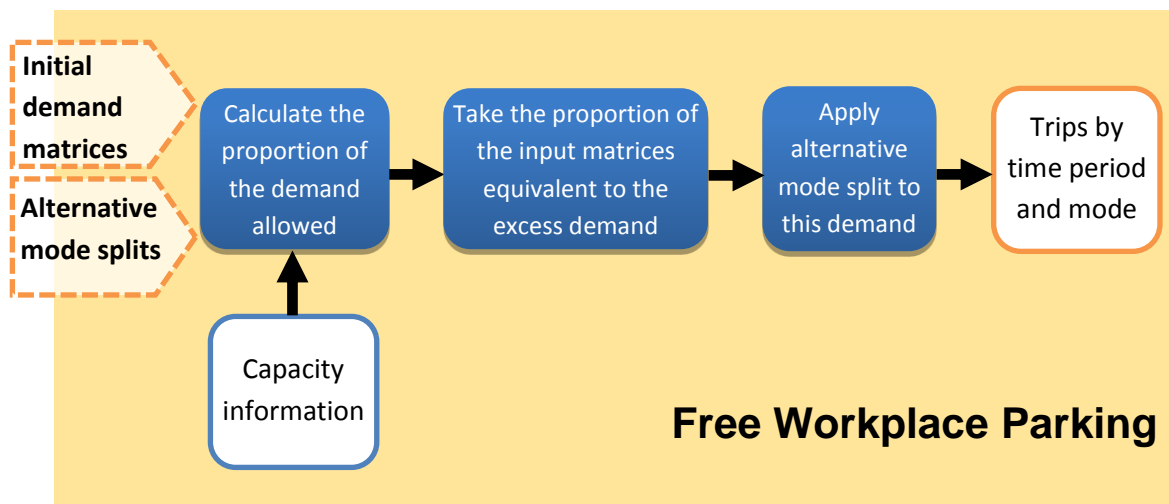 Initial
demand
matrices
Alternative
mode splits
Calculate the
proportion of
the demand
allowed
Take the proportion of
the input matrices
equivalent to the
excess demand
Apply
alternative
mode split to
this demand
Trips by
time period
and mode
Capacity
information
Free Workplace Parking